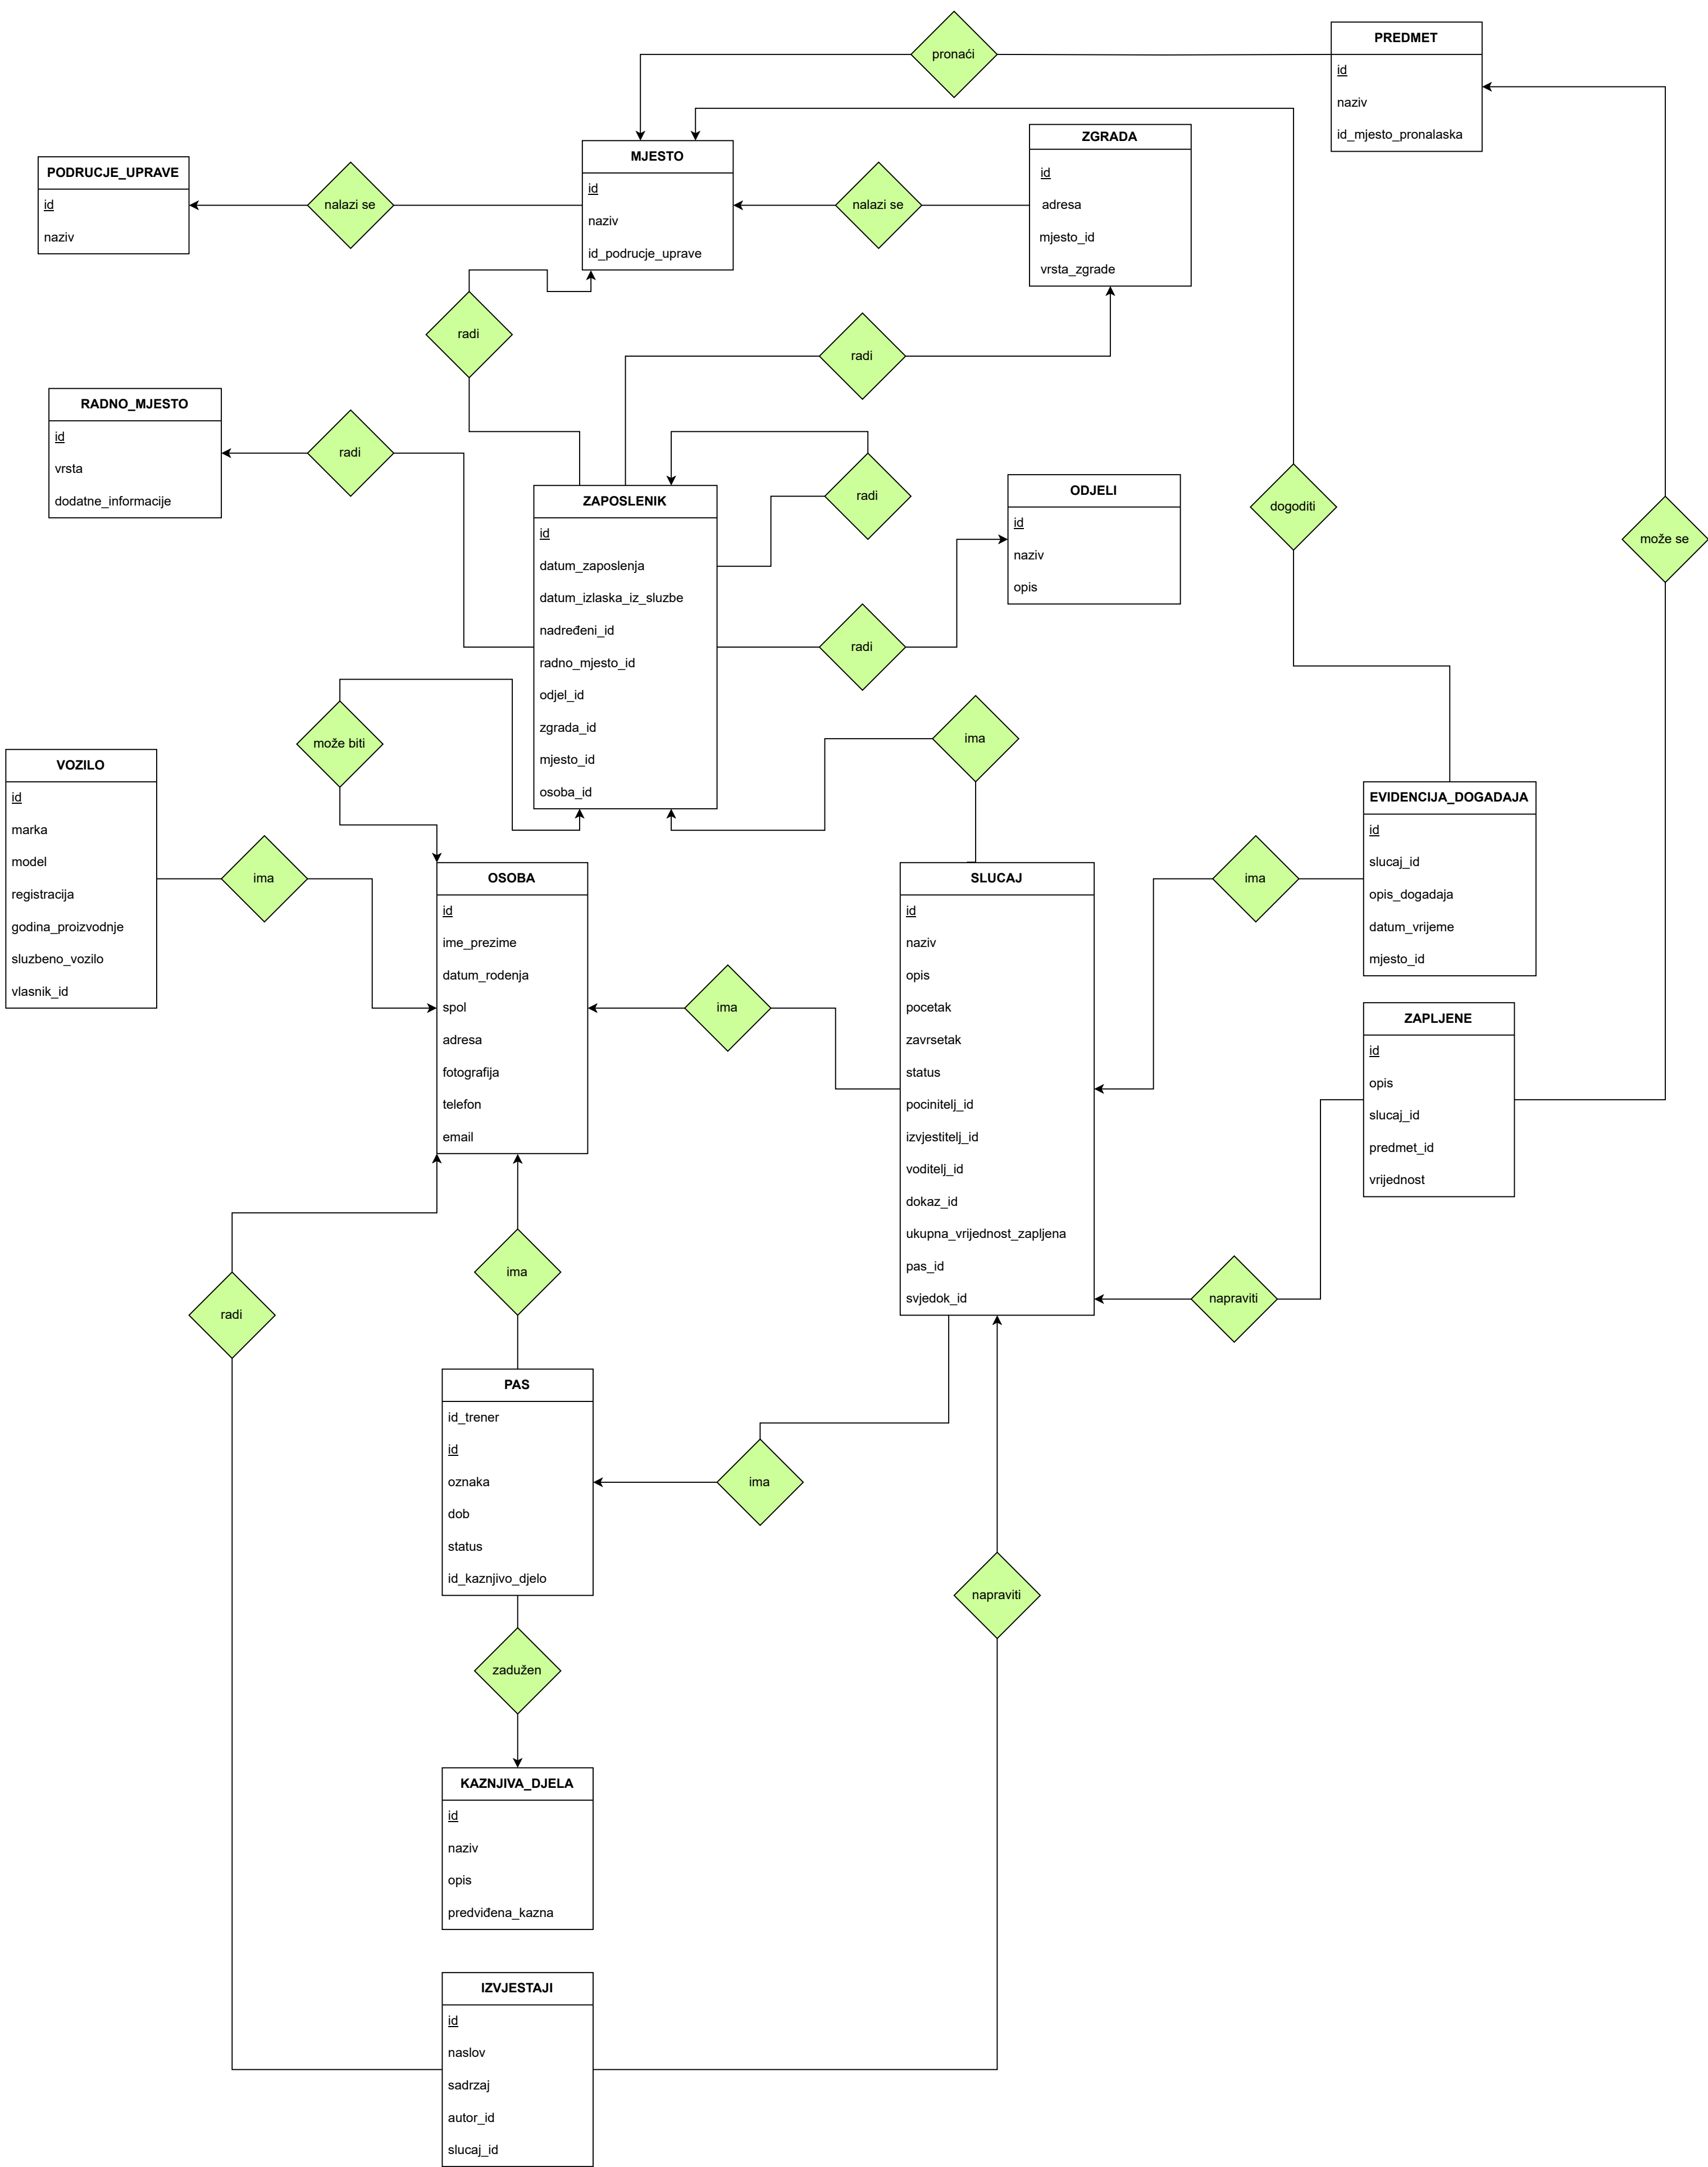 pronaći
PREDMET
id
naziv
id_mjesto_pronalaska
PODRUCJE_UPRAVE
id
naziv
nalazi se
MJESTO
id
naziv
id_podrucje_uprave
nalazi se
ZGRADA
id
adresa
mjesto_id
vrsta_zgrade
radi
radi
RADNO_MJESTO
id
vrsta
dodatne_informacije
radi
ZAPOSLENIK
id
datum_zaposlenja
datum_izlaska_iz_sluzbe
nadređeni_id
radno_mjesto_id
odjel_id
zgrada_id
mjesto_id
osoba_id
radi
ODJELI
id
naziv
opis
radi
dogoditi
može se
može biti
ima
VOZILO
id
marka
model
registracija
godina_proizvodnje
sluzbeno_vozilo
vlasnik_id
ima
OSOBA
id
ime_prezime
datum_rodenja
spol
adresa
fotografija
telefon
email
ima
SLUCAJ
id
naziv
opis
pocetak
zavrsetak
status
pocinitelj_id
izvjestitelj_id
voditelj_id
dokaz_id
ukupna_vrijednost_zapljena
pas_id
svjedok_id
ima
EVIDENCIJA_DOGADAJA
id
slucaj_id
opis_dogadaja
datum_vrijeme
mjesto_id
ZAPLJENE
id
opis
slucaj_id
predmet_id
vrijednost
napraviti
radi
ima
PAS
id_trener
id
oznaka
dob
status
id_kaznjivo_djelo
ima
napraviti
zadužen
KAZNJIVA_DJELA
id
naziv
opis
predviđena_kazna
IZVJESTAJI
id
naslov
sadrzaj
autor_id
slucaj_id